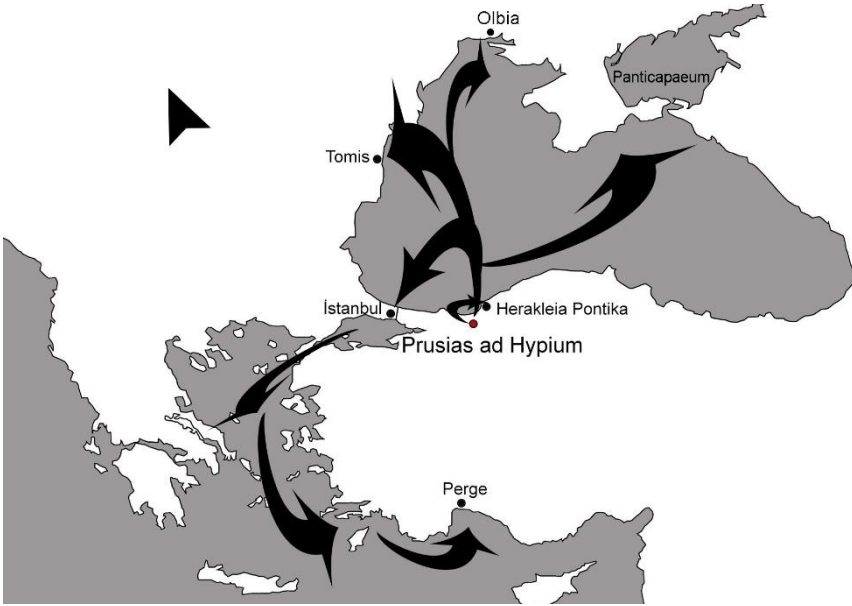 Olbia
Panticapaeum
Tomis
İstanbul
Herakleia Pontika
Prusias ad Hypium
Perge